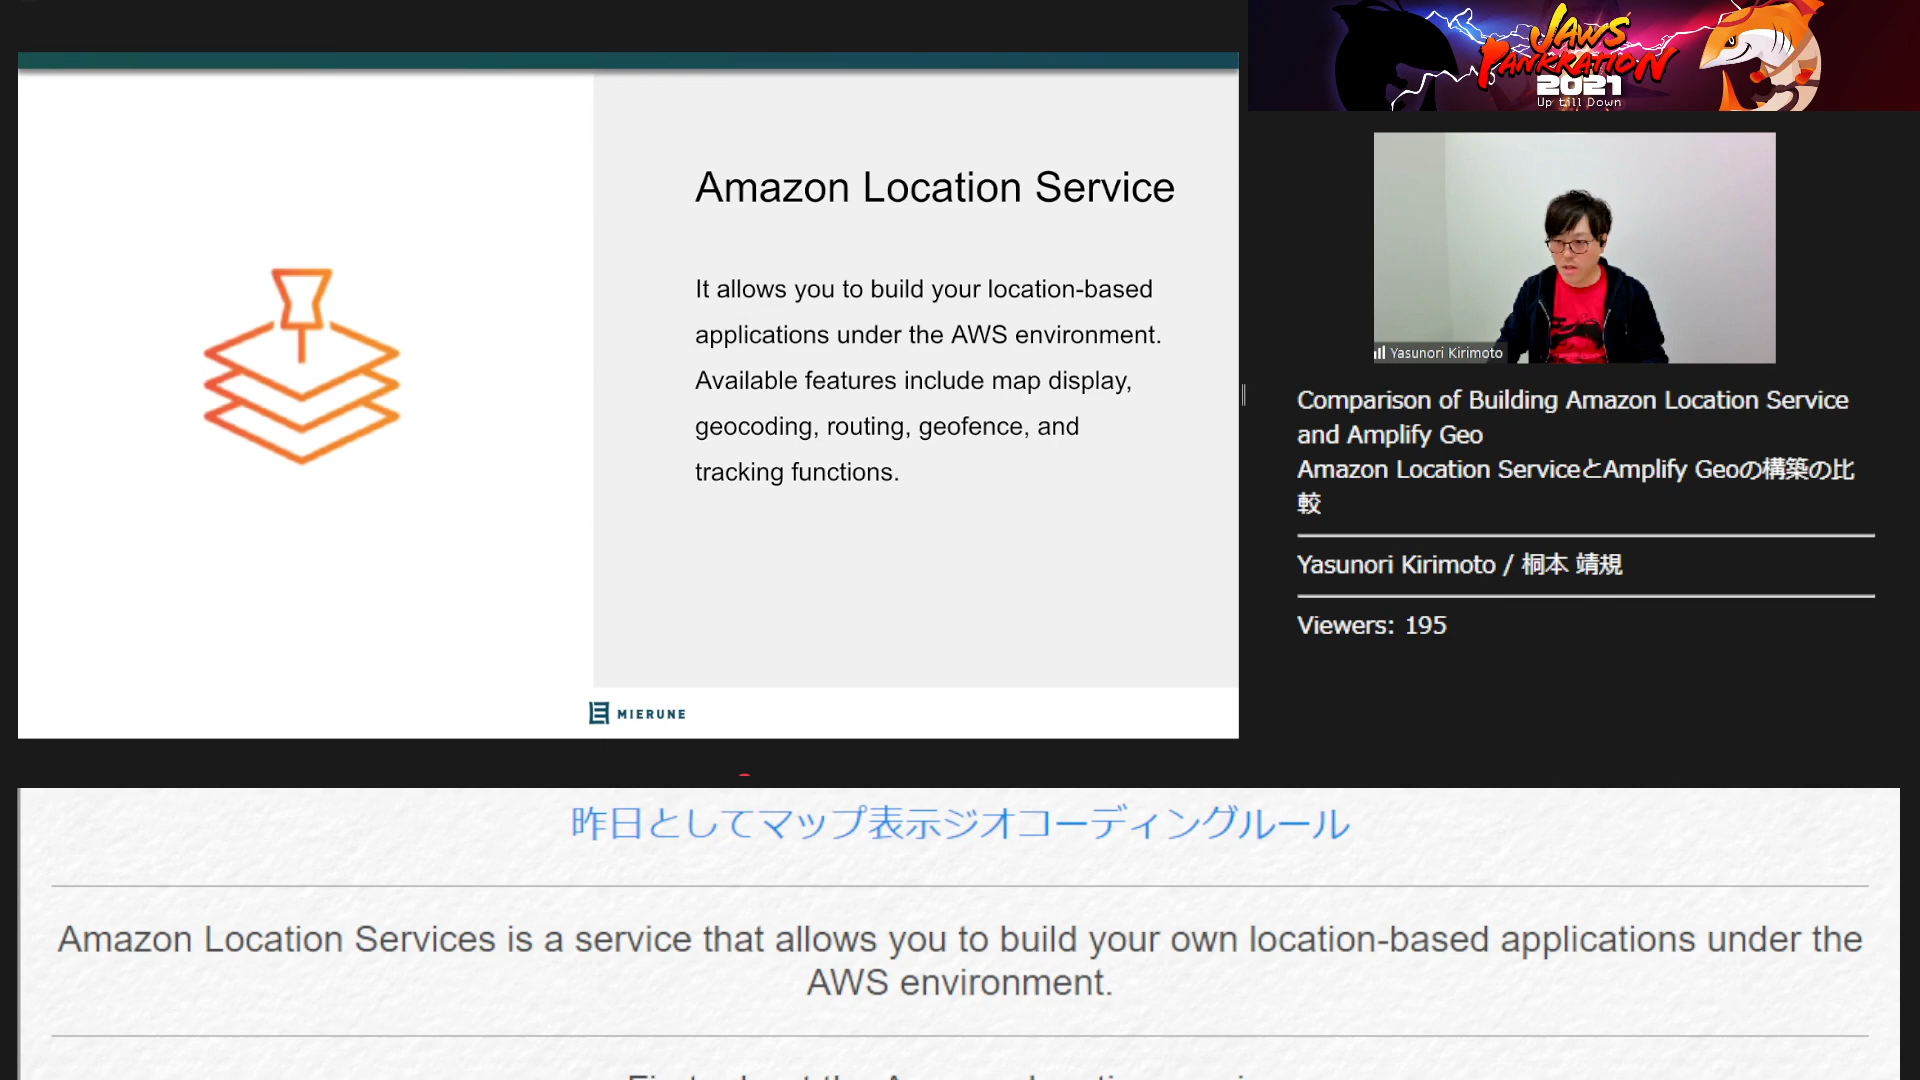 Amazon Location Service
It allows you to build your location-based
applications under the AWS environment.
Available features include map display,
geocoding, routing, geofence, and
tracking functions.
MIERUNE
JAWS
PANKRATION
2021
Up till Down
Yasunori Kirimoto
Comparison of Building Amazon Location Service
and Amplify Geo
Amazon Location ServiceとAmplify Geoの構築の比
較
Yasunori Kirimoto / 桐本 靖規
Viewers: 195
昨日としてマップ表示ジオコーディングルール
Amazon Location Services is a service that allows you to build your own location-based applications under the
AWS environment.